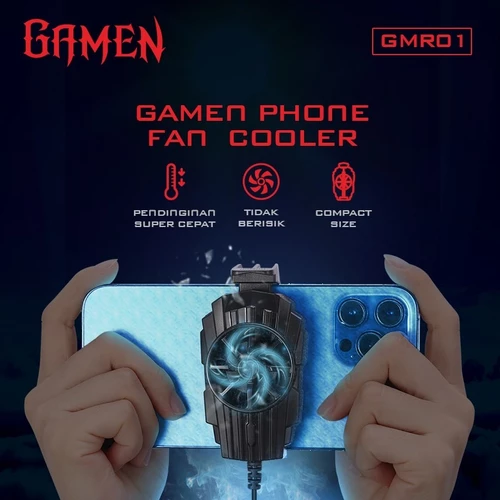 GAMEN
GMR01
GAMEN PHONE
FAN COOLER
PENDINGINAN
SUPER CEPAT
TIDAK
BERISIK
COMPACT
SIZE